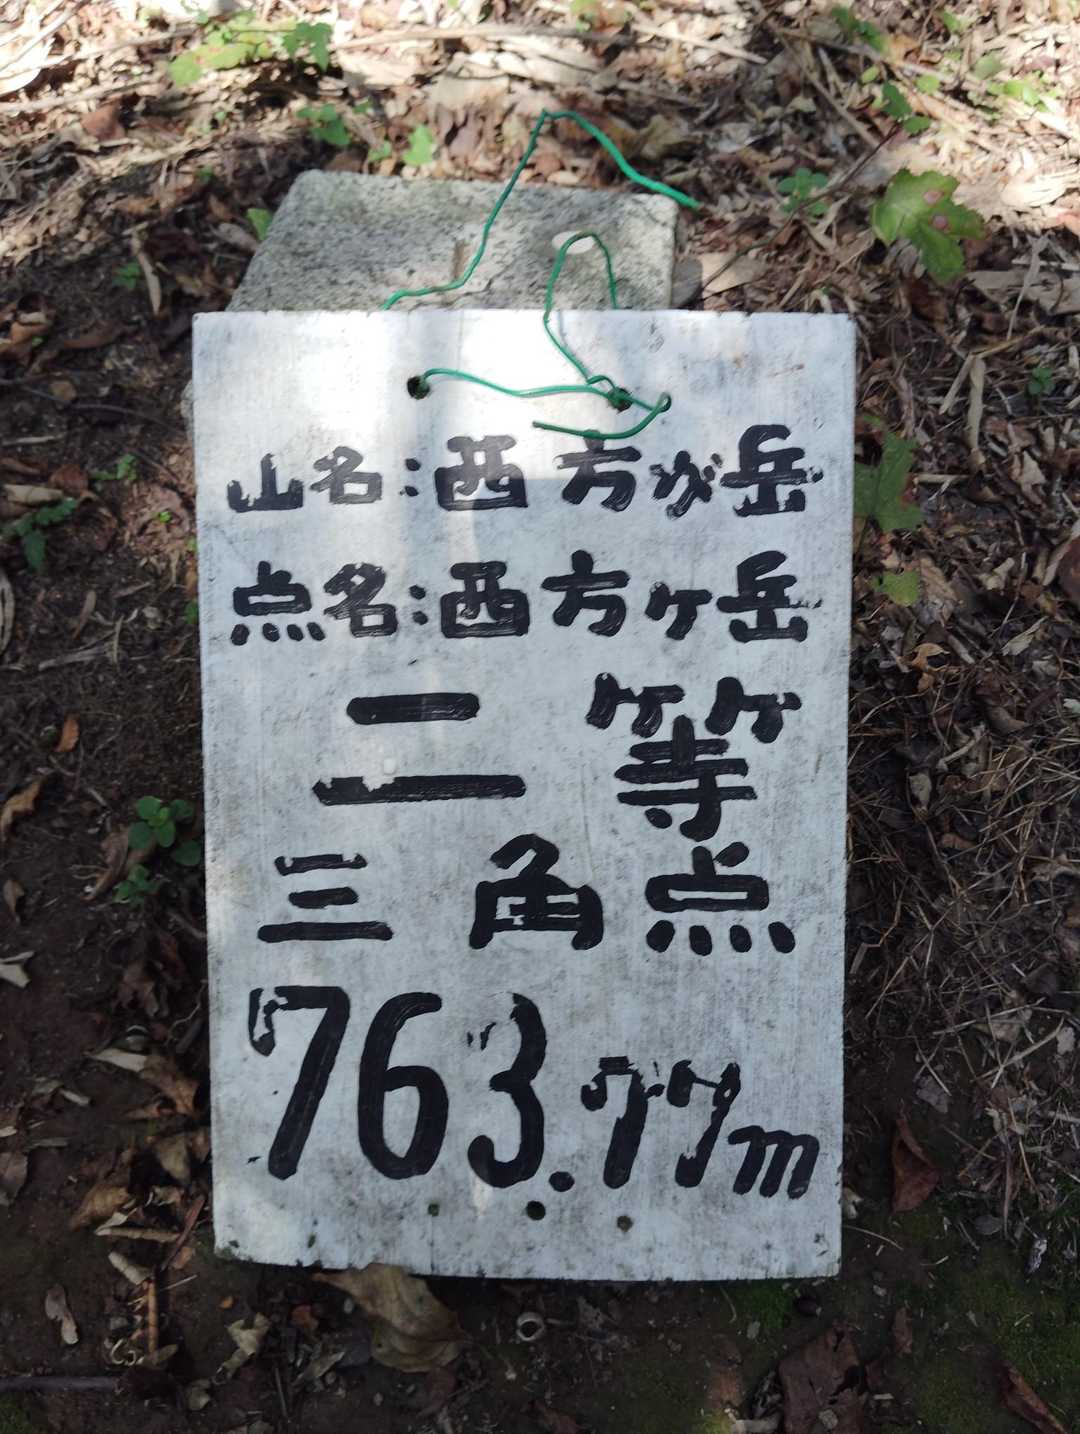 山名:西方が岳
点名:西方ヶ岳
二等
三角点
763.77m